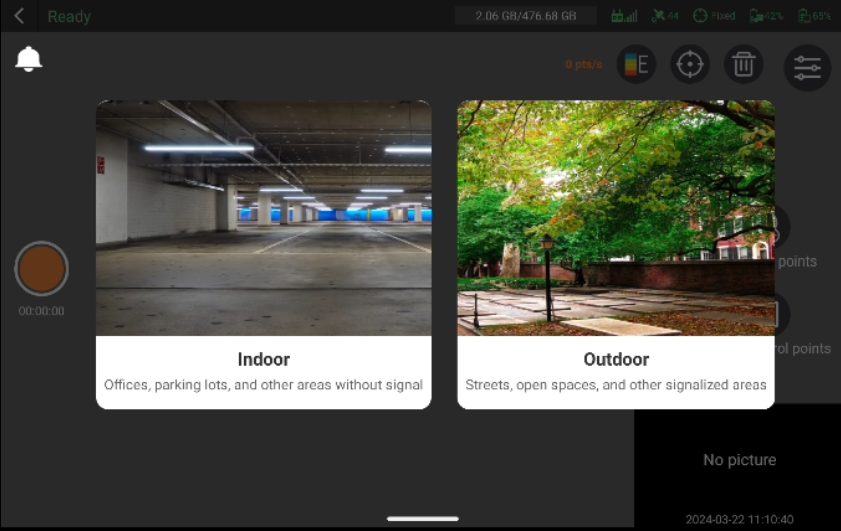 Ready
2.06 GB/476.68 GB
44
Fixed
42%
65%
0 pts/s
E
points
00:00:00
rol points
Indoor
Outdoor
Offices, parking lots, and other areas without signal
Streets, open spaces, and other signalized areas
No picture
2024-03-22 11:10:40